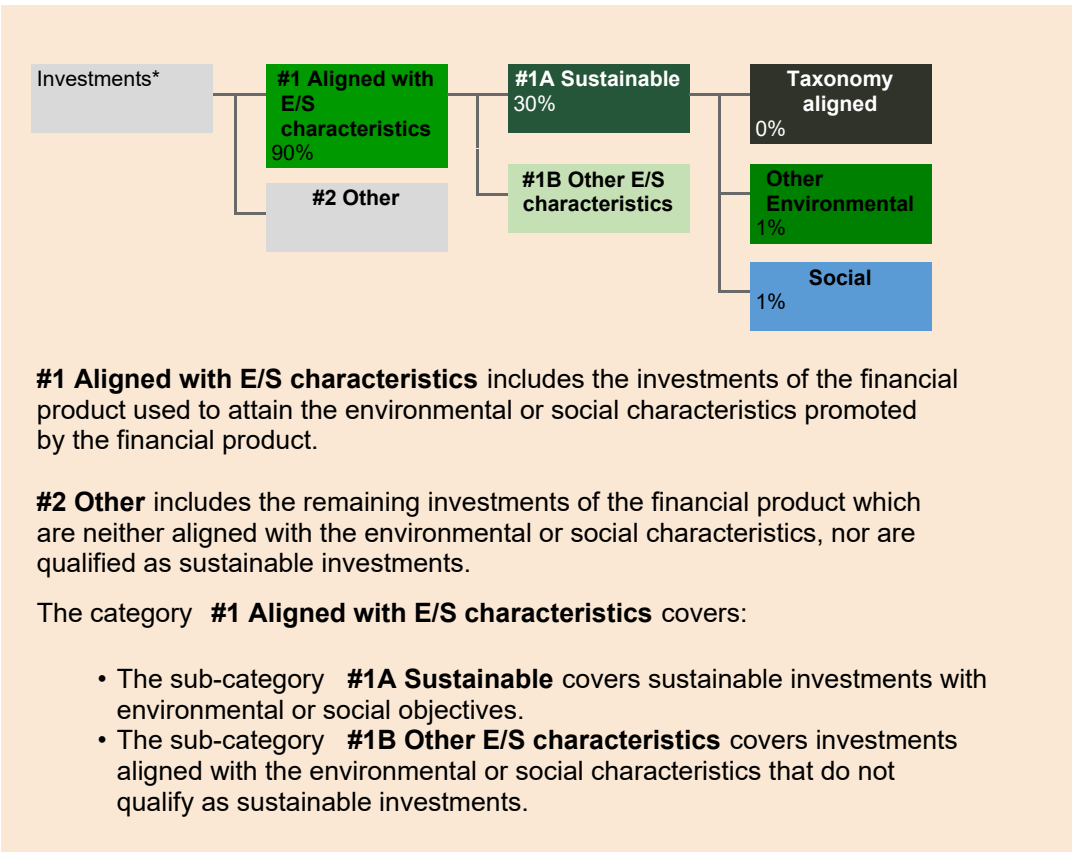 Investments*
#1 Aligned with
E/S
characteristics
90%
#2 Other
#1A Sustainable
30%
#1B Other E/S
characteristics
Taxonomy
aligned
0%
Other
Environmental
1%
Social
1%
#1 Aligned with E/S characteristics includes the investments of the financial
product used to attain the environmental or social characteristics promoted
by the financial product.
#2 Other includes the remaining investments of the financial product which
are neither aligned with the environmental or social characteristics, nor are
qualified as sustainable investments.
The category #1 Aligned with E/S characteristics covers:
• The sub-category #1A Sustainable covers sustainable investments with
environmental or social objectives.
• The sub-category #1B Other E/S characteristics covers investments
aligned with the environmental or social characteristics that do not
qualify as sustainable investments.